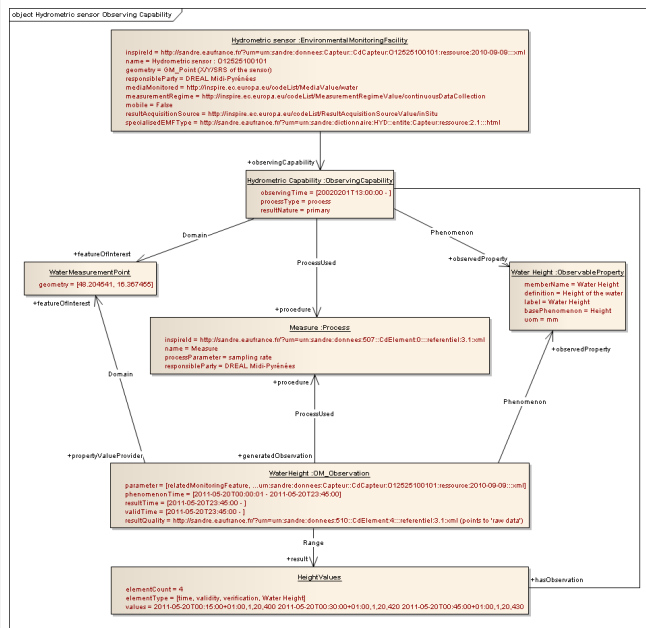 object Hydrometric sensor Observing Capability
Hydrometric sensor :EnvironmentalMonitoringFacility
inspireId = http://sandre.eaufrance.fr/?urn=urn:sandre:donnees:Capteur::CdCapteur:O12525100101:ressource:2010-09-09:::xml
name = Hydrometric sensor : O12525100101
geometry = GM_Point (X/Y/SRS of the sensor)
responsibleParty = DREAL Midi-Pyrénées
mediaMonitored = http://inspire.ec.europa.eu/codeList/MediaValue/water
measurementRegime = http://inspire.ec.europa.eu/codeList/MeasurementRegimeValue/continuousDataCollection
mobile = False
resultAcquisitionSource = http://inspire.ec.europa.eu/codeList/ResultAcquisitionSourceValue/inSitu
specialisedEMFType = http://sandre.eaufrance.fr/?urn=urn:sandre:dictionnaire:HYD::entite:Capteur:ressource:2.1:::html
+observingCapability
Hydrometric Capability :ObservingCapability
observingTime = [20020201T13:00:00 - ]
processType = process
resultNature = primary
Domain
Phenomenon
+featureOfInterest
ProcessUsed
+observedProperty
WaterMeasurementPoint
geometry = [48.204541, 16.367455]
+featureOfInterest
Water Height :ObservableProperty
memberName = Water Height
definition = Height of the water
label = Water Height
basePhenomenon = Height
uom = mm
+procedure
Measure :Process
inspireId = http://sandre.eaufrance.fr/?urn=urn:sandre:donnees:507::CdElement:0:::referentiel:3.1:xml
name = Measure
processParameter = sampling rate
responsibleParty = DREAL Midi-Pyrénées
+observedProperty
+procedure
Domain
ProcessUsed
Phenomenon
+propertyValueProvider
+generatedObservation
WaterHeight :OM_Observation
parameter = [relatedMonitoringFeature, ...urn:sandre:donnees:Capteur::CdCapteur:O12525100101:ressource:2010-09-09:::xml]
phenomenonTime = [2011-05-20T00:00:01 - 2011-05-20T23:45:00]
resultTime = [2011-05-20T23:45:00 - ]
validTime = [2011-05-20T23:45:00 - ]
resultQuality = http://sandre.eaufrance.fr/?urn=urn:sandre:donnees:510::CdElement:4:::referentiel:3.1:xml (points to 'raw data')
Range
+result
+hasObservation
HeightValues
elementCount = 4
elementType = [time, validity, verification, Water Height]
values = 2011-05-20T00:15:00+01:00,1,20,400 2011-05-20T00:30:00+01:00,1,20,420 2011-05-20T00:45:00+01:00,1,20,430